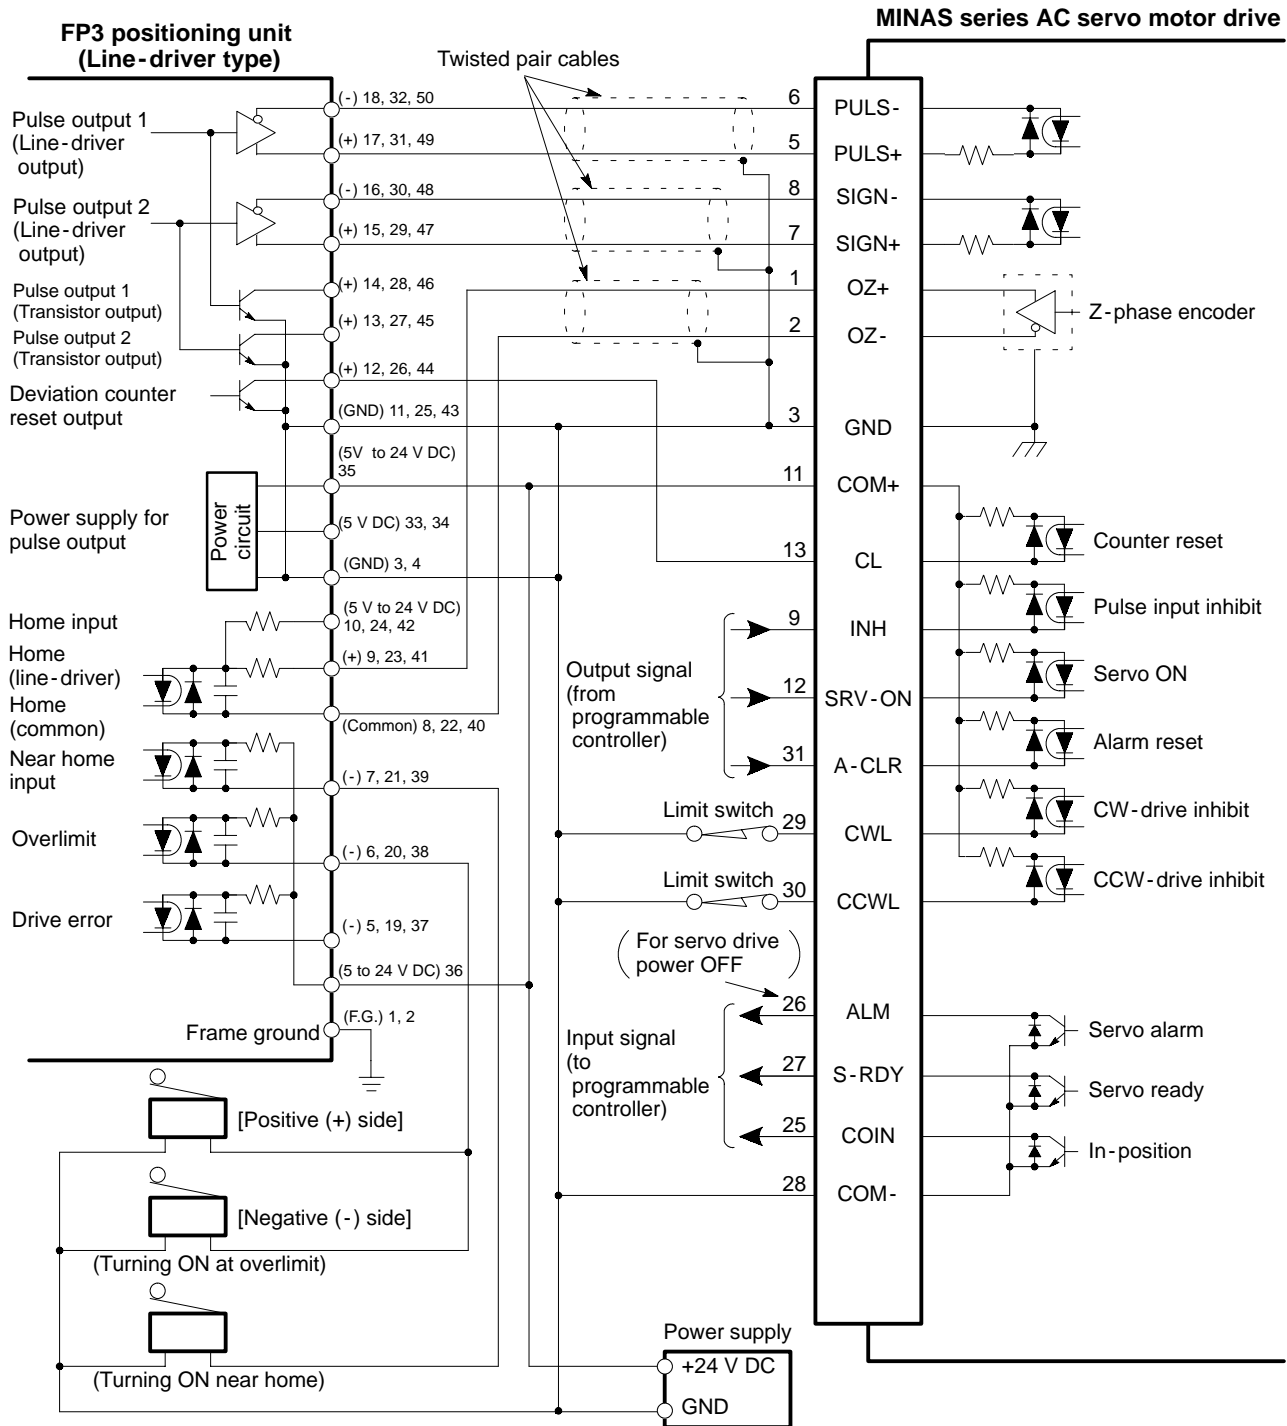 MINAS series AC servo motor drive
FP3 positioning unit
(Line-driver type)
Twisted pair cables
Pulse output 1
(Line-driver
output)
(-) 18, 32, 50
(+) 17, 31, 49
6
PULS-
5
PULS+
Pulse output 2
(Line-driver
output)
(-) 16, 30, 48
(+) 15, 29, 47
8
SIGN-
7
SIGN+
Pulse output 1
(Transistor output)
(+) 14, 28, 46
1
OZ+
Z-phase encoder
Pulse output 2
(Transistor output)
(+) 13, 27, 45
2
OZ-
Deviation counter
reset output
(+) 12, 26, 44
(GND) 11, 25, 43
3
GND
(5V to 24 V DC)
35
11
COM+
Power supply for
pulse output
Power
circuit
(5 V DC) 33, 34
(GND) 3, 4
13
CL
Counter reset
Home input
(5 V to 24 V DC)
10, 24, 42
9
INH
Pulse input inhibit
Home
(line-driver)
(+) 9, 23, 41
Output signal
(from
programmable
controller)
12
SRV-ON
Servo ON
Home
(common)
(Common) 8, 22, 40
31
A-CLR
Alarm reset
Near home
input
(-) 7, 21, 39
Limit switch
29
CWL
CW-drive inhibit
Overlimit
(-) 6, 20, 38
Limit switch
30
CCWL
CCW-drive inhibit
Drive error
(-) 5, 19, 37
(5 to 24 V DC) 36
(For servo drive
power OFF)
26
ALM
Servo alarm
Frame ground
(F.G.) 1, 2
Input signal
(to
programmable
controller)
27
S-RDY
Servo ready
25
COIN
In-position
28
COM-
[Positive (+) side]
[Negative (-) side]
(Turning ON at overlimit)
(Turning ON near home)
Power supply
+24 V DC
GND